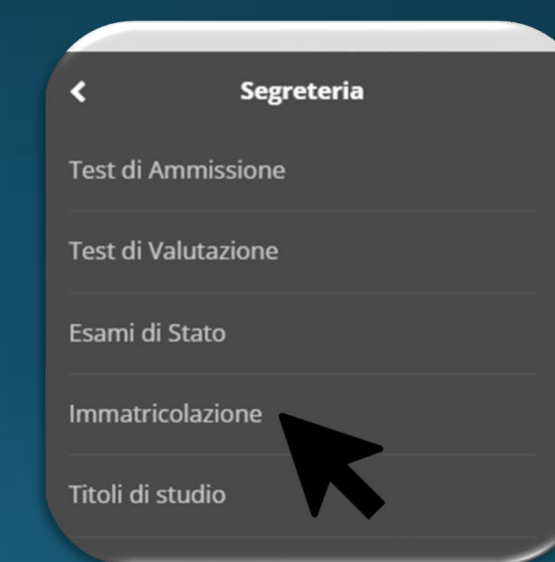 Segreteria
Test di Ammissione
Test di Valutazione
Esami di Stato
Immatricolazione
Titoli di studio